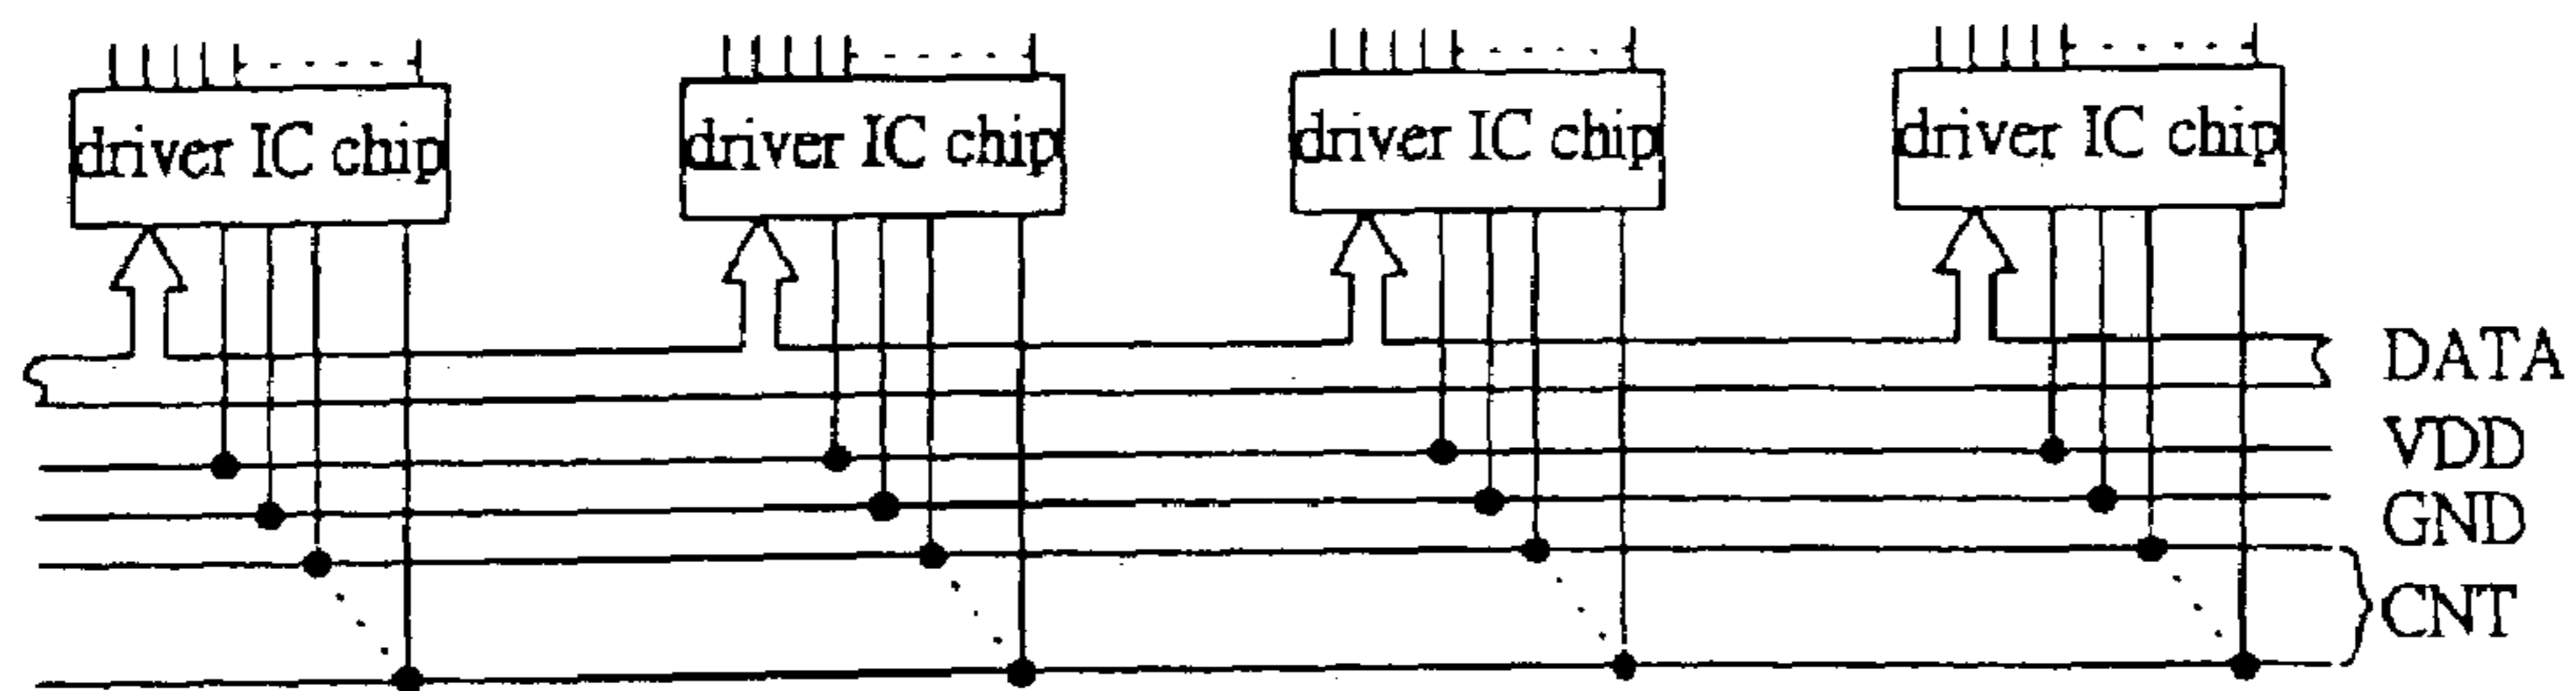 driver IC chip driver IC chip driver IC chip driver IC chip
DATA
VDD
GND
CNT